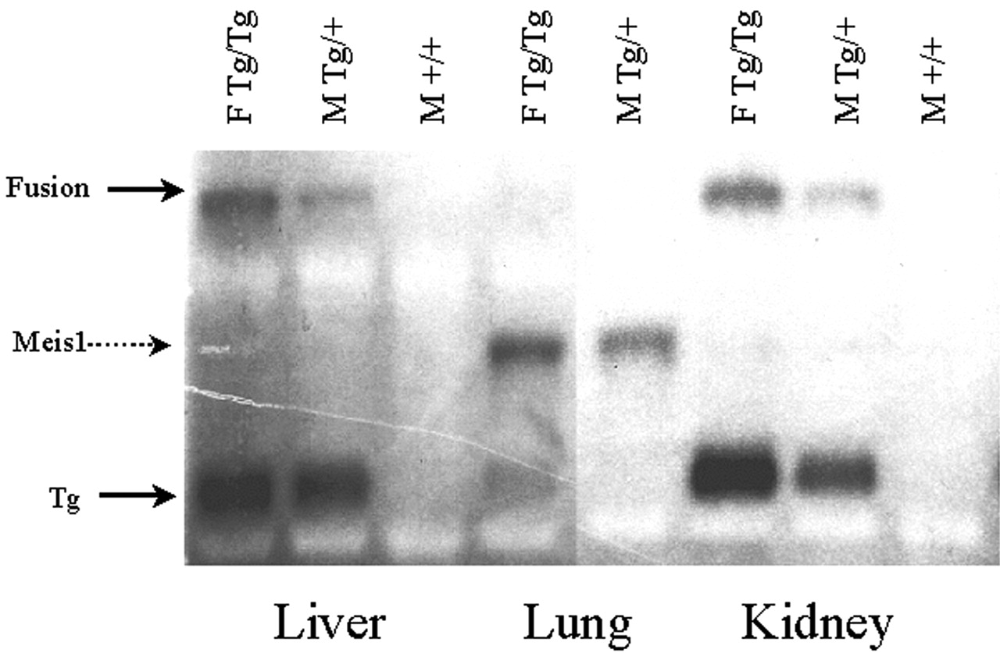 F Tg/Tg
M Tg/+
M +/+
F Tg/Tg
M Tg/+
F Tg/Tg
M Tg/+
M +/+
Fusion
Meis1
Tg
Liver
Lung
Kidney